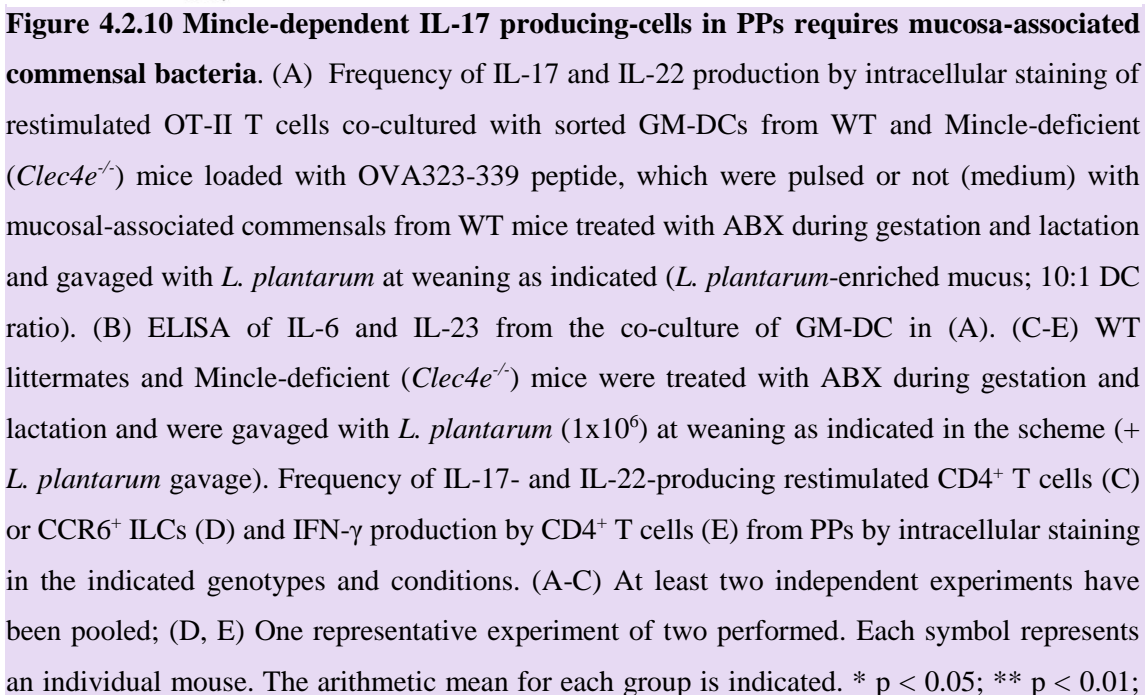 Figure 4.2.10 Mincle-dependent IL-17 producing-cells in PPs requires mucosa-associated
commensal bacteria. (A) Frequency of IL-17 and IL-22 production by intracellular staining of
restimulated OT-II T cells co-cultured with sorted GM-DCs from WT and Mincle-deficient
(Clec4e-/-) mice loaded with OVA323-339 peptide, which were pulsed or not (medium) with
mucosal-associated commensals from WT mice treated with ABX during gestation and lactation
and gavaged with L. plantarum at weaning as indicated (L. plantarum-enriched mucus; 10:1 DC
ratio). (B) ELISA of IL-6 and IL-23 from the co-culture of GM-DC in (A). (C-E) WT
littermates and Mincle-deficient (Clec4e-/-) mice were treated with ABX during gestation and
lactation and were gavaged with L. plantarum (1x10⁶) at weaning as indicated in the scheme (+
L. plantarum gavage). Frequency of IL-17- and IL-22-producing restimulated CD4⁺ T cells (C)
or CCR6⁺ ILCs (D) and IFN-γ production by CD4⁺ T cells (E) from PPs by intracellular staining
in the indicated genotypes and conditions. (A-C) At least two independent experiments have
been pooled; (D, E) One representative experiment of two performed. Each symbol represents
an individual mouse. The arithmetic mean for each group is indicated. * p < 0.05; ** p < 0.01;